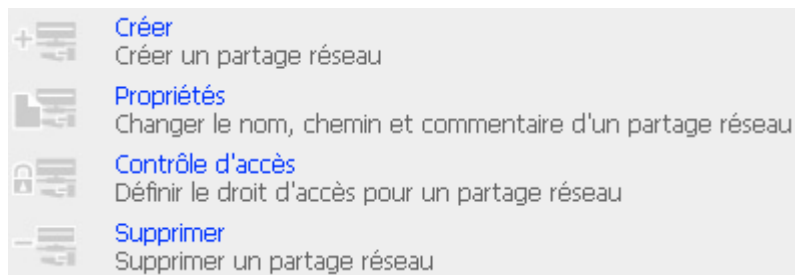 Créer
Créer un partage réseau
Propriétés
Changer le nom, chemin et commentaire d'un partage réseau
Contrôle d'accès
Définir le droit d'accès pour un partage réseau
Supprimer
Supprimer un partage réseau